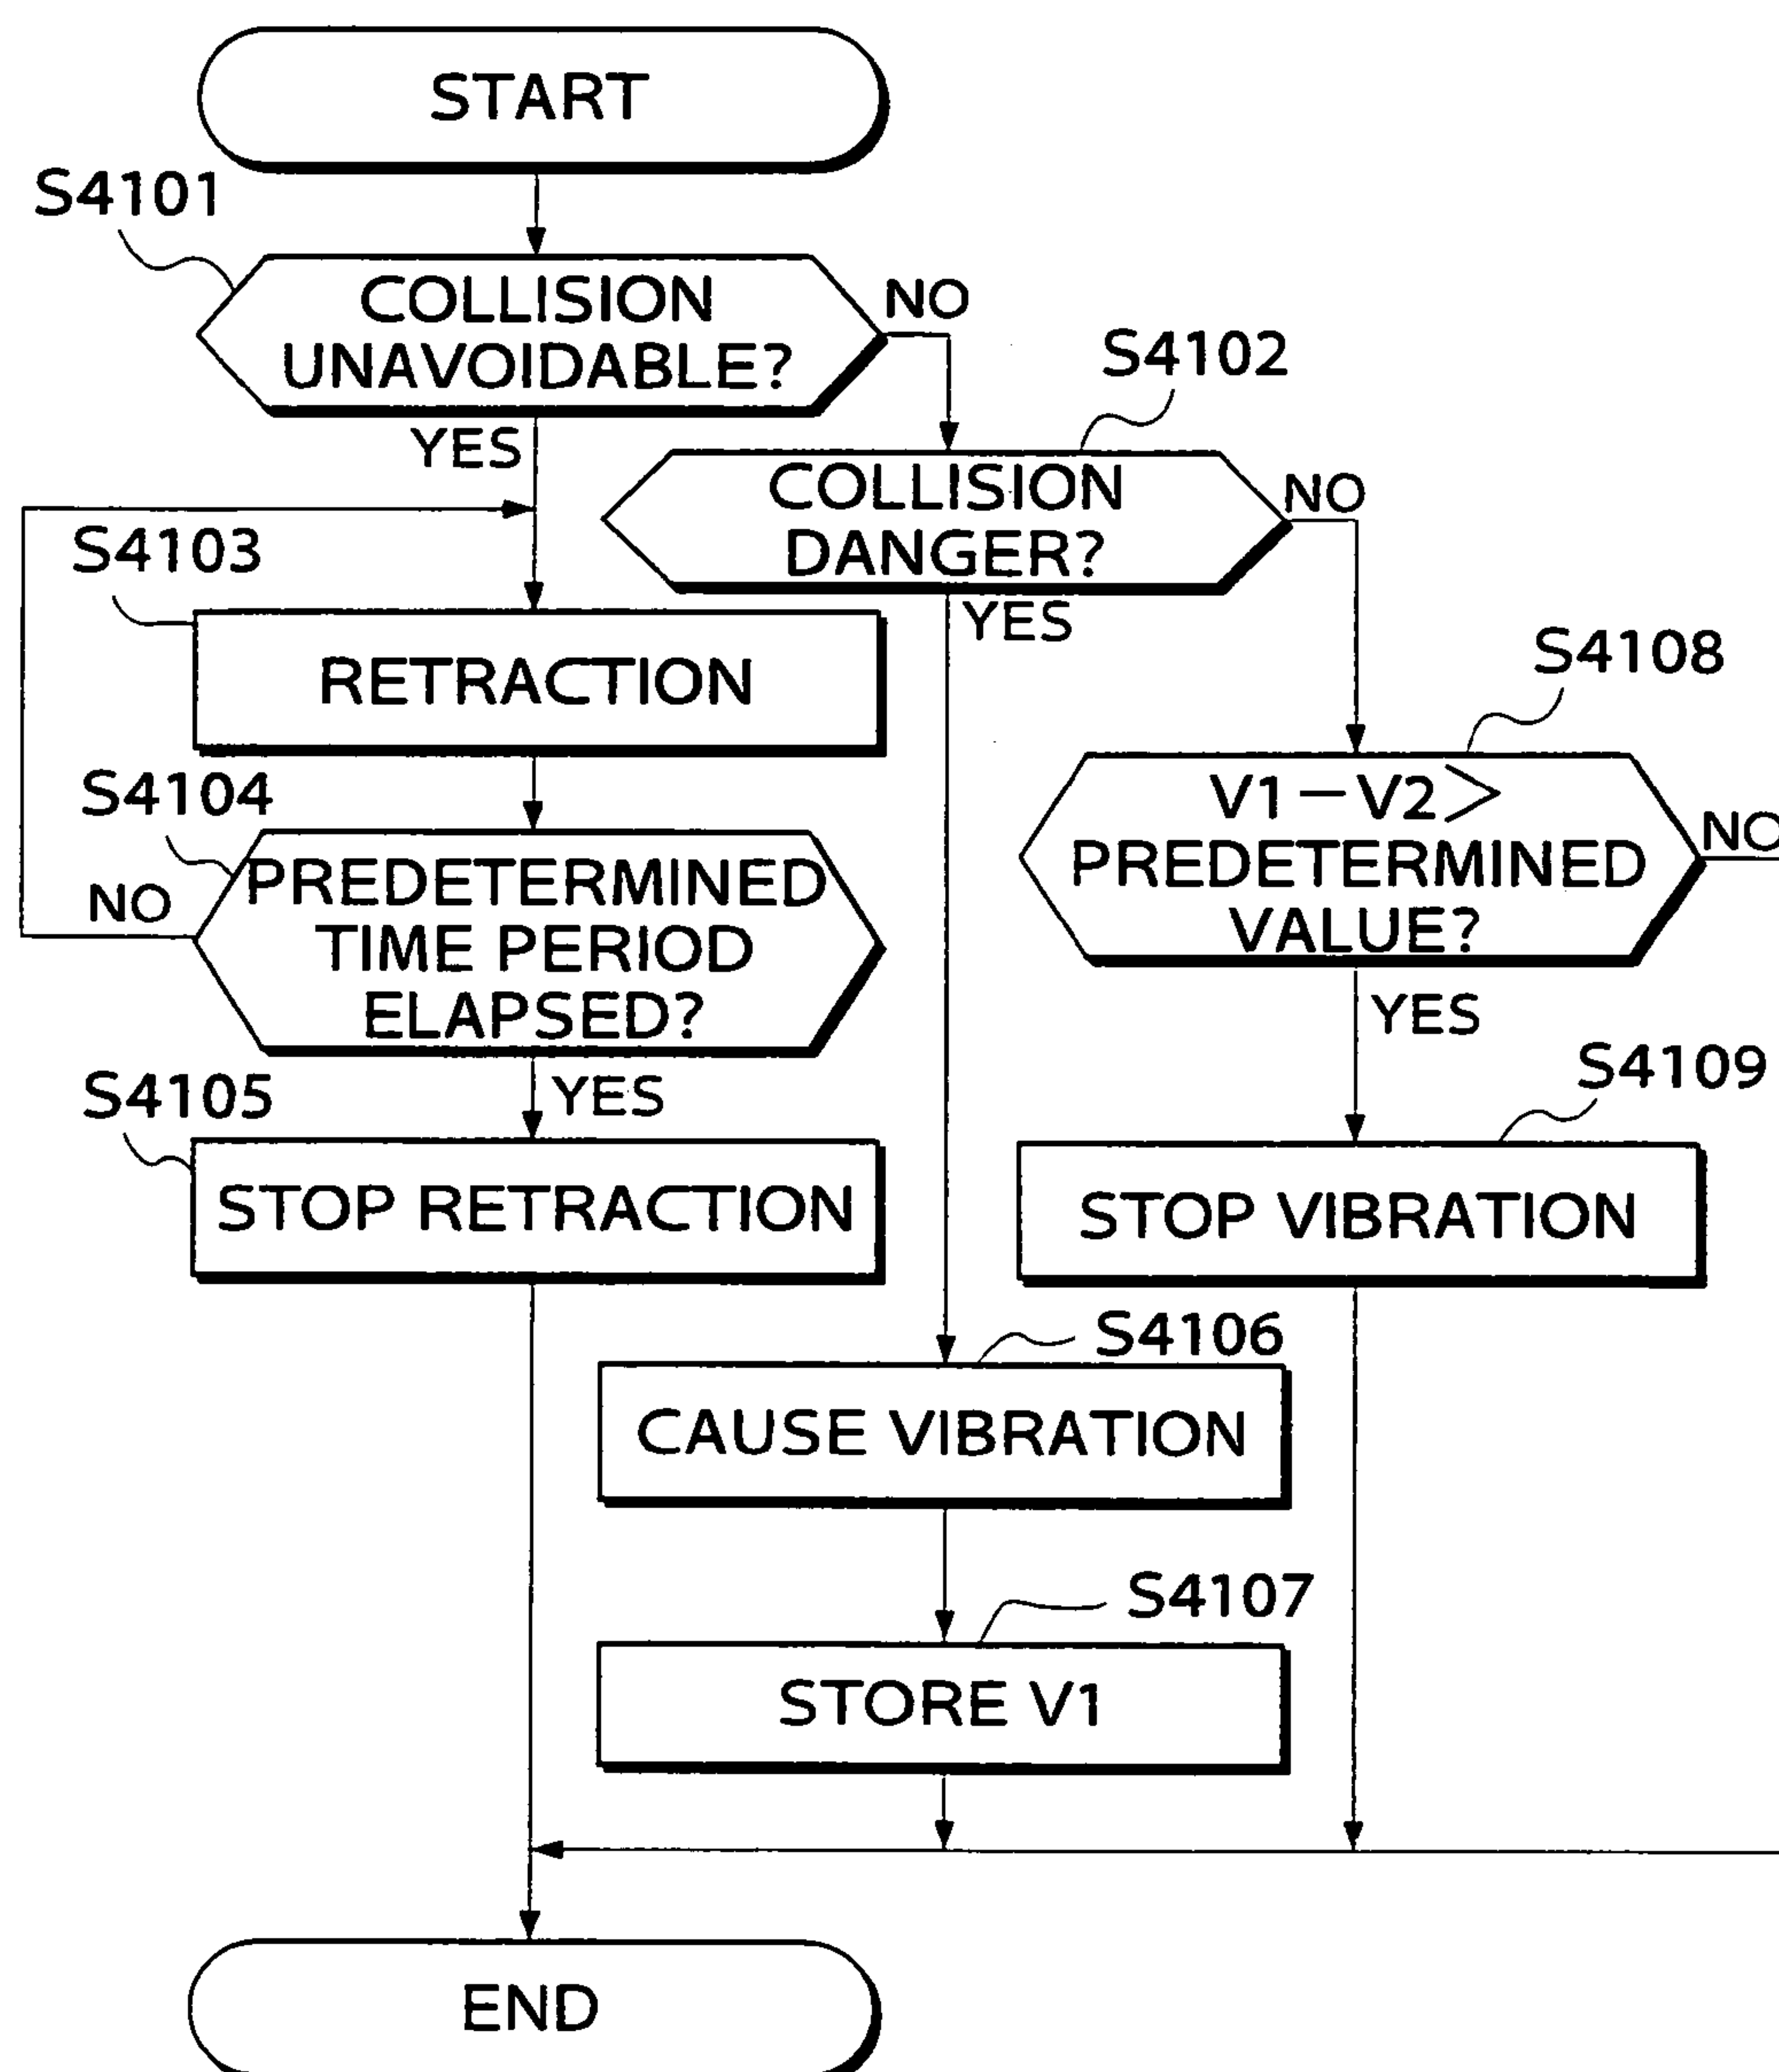 START
S4101
COLLISION
UNAVOIDABLE?
NO
S4102
YES
COLLISION
DANGER?
NO
S4103
YES
RETRACTION
S4108
S4104
V1-V2>
PREDETERMINED
VALUE?
NO
PREDETERMINED
TIME PERIOD
ELAPSED?
NO
YES
S4109
S4105
YES
STOP RETRACTION
STOP VIBRATION
S4106
CAUSE VIBRATION
S4107
STORE V1
END